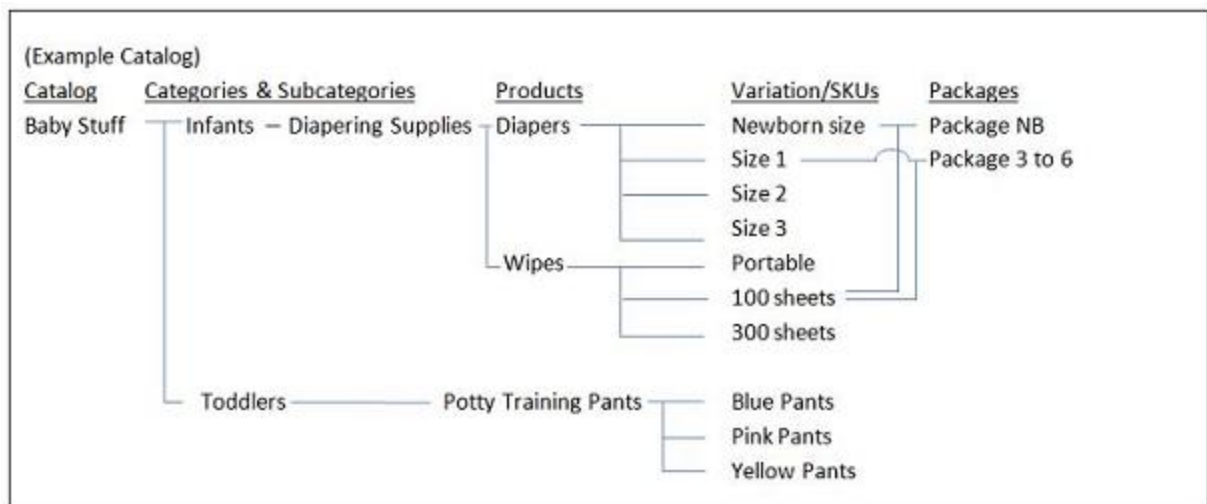 (Example Catalog)
Catalog Categories & Subcategories Products Variation/SKUs Packages
Baby Stuff Infants – Diapering Supplies Diapers Newborn size Package NB
Size 1 Package 3 to 6
Size 2
Size 3
Wipes Portable
100 sheets
300 sheets
Toddlers Potty Training Pants Blue Pants
Pink Pants
Yellow Pants